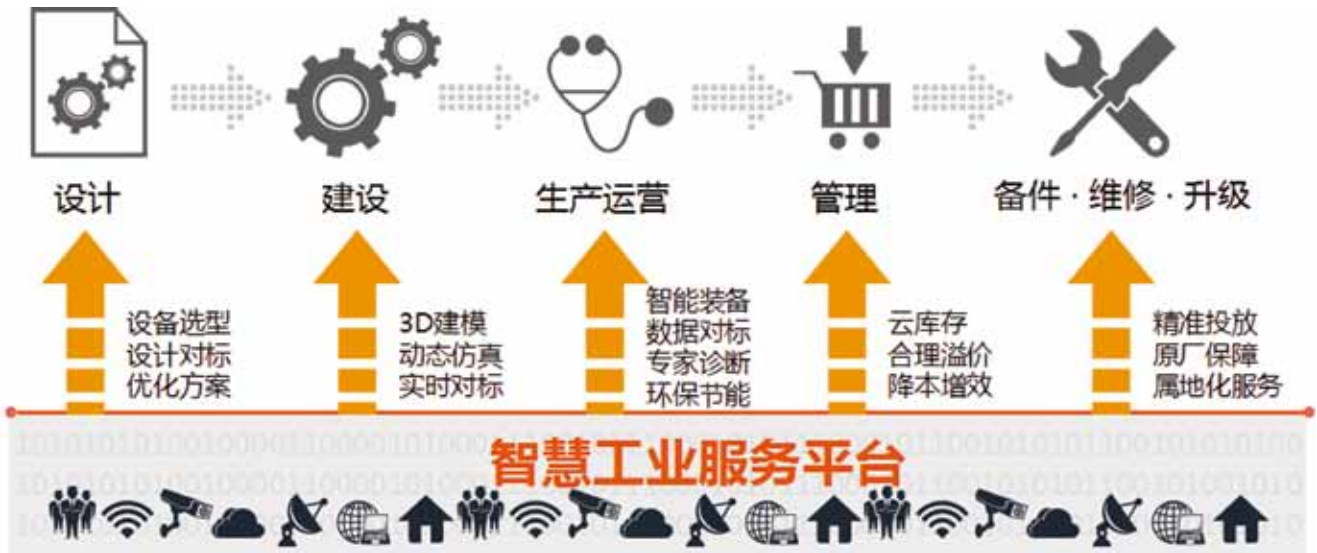 设计
建设
生产运营
管理
备件 · 维修 · 升级
设备选型
设计对标
优化方案
3D建模
动态仿真
实时对标
智能装备
数据对标
专家诊断
环保节能
云库存
合理溢价
降本增效
精准投放
原厂保障
属地化服务
智慧工业服务平台